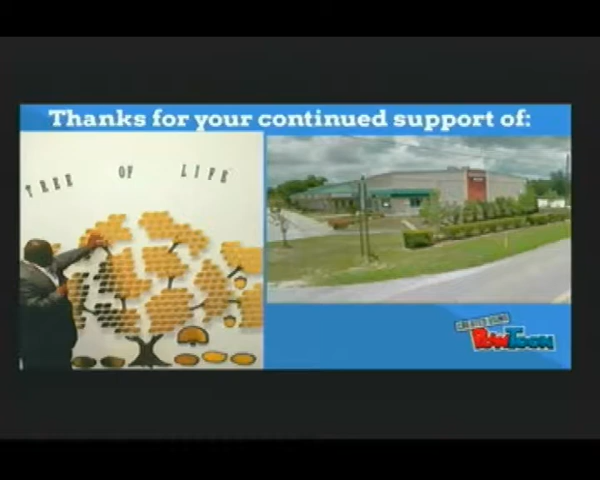 Thanks for your continued support of:
TREE OF LIFE
CREATED USING
POWTOON